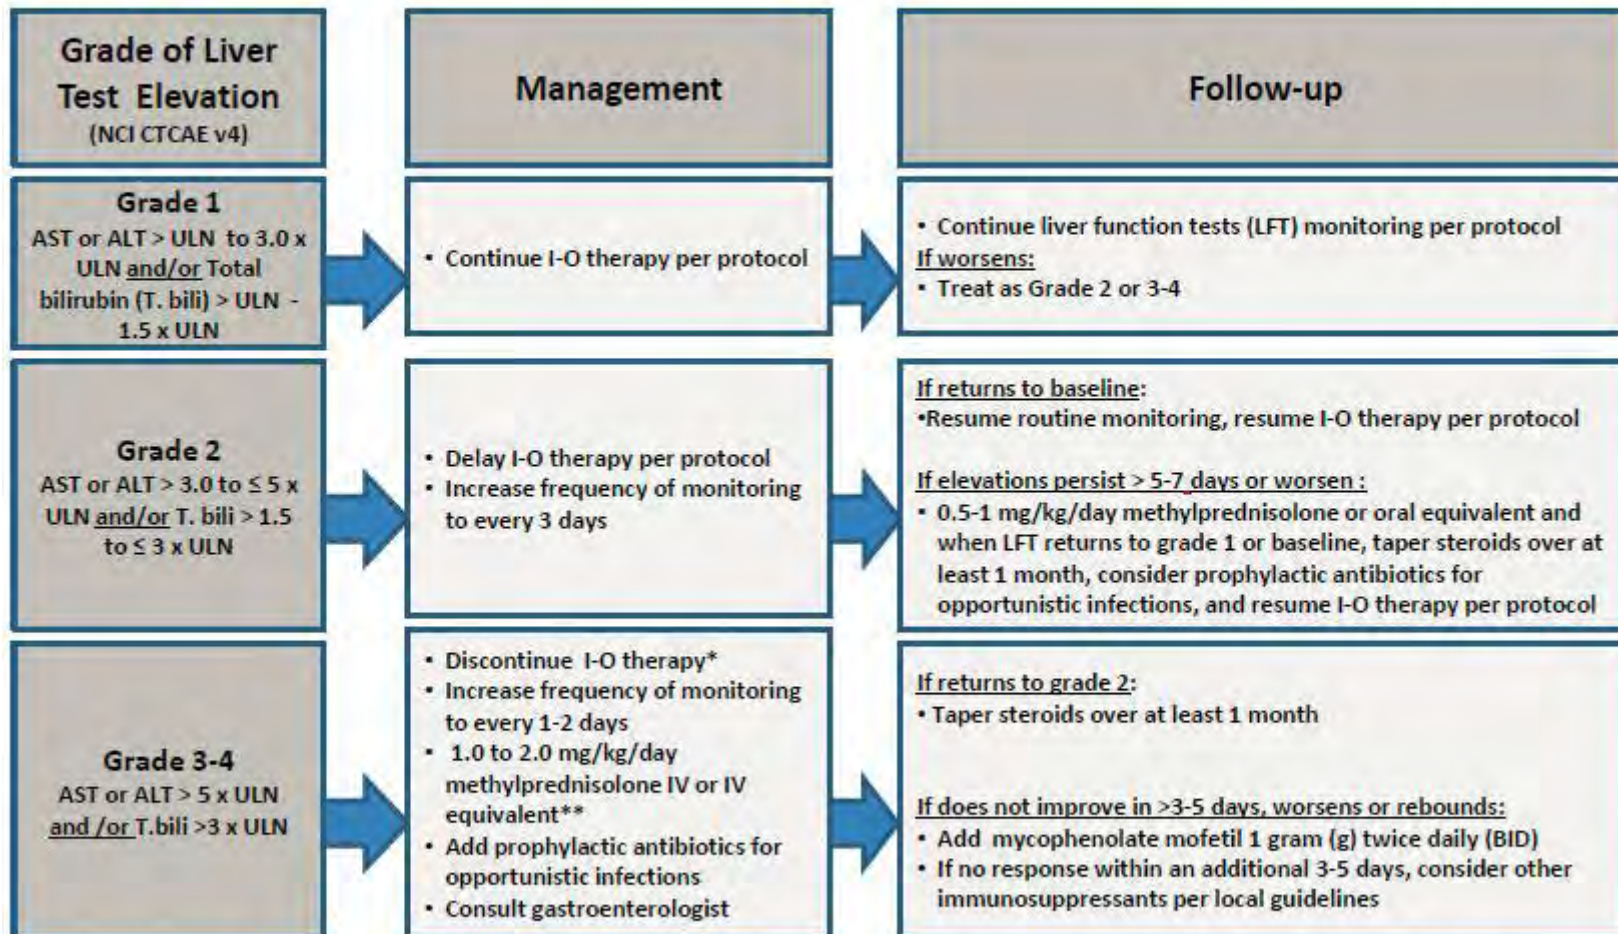 Grade of Liver
Test Elevation
(NCI CTCAE v4)
Management
Follow-up
Grade 1
AST or ALT > ULN to 3.0 x
ULN and/or Total
bilirubin (T. bili) > ULN -
1.5 x ULN
• Continue I-O therapy per protocol
• Continue liver function tests (LFT) monitoring per protocol
If worsens:
• Treat as Grade 2 or 3-4
Grade 2
AST or ALT > 3.0 to ≤ 5 x
ULN and/or T. bili > 1.5
to ≤ 3 x ULN
• Delay I-O therapy per protocol
• Increase frequency of monitoring
to every 3 days
If returns to baseline:
•Resume routine monitoring, resume I-O therapy per protocol
If elevations persist > 5-7 days or worsen :
• 0.5-1 mg/kg/day methylprednisolone or oral equivalent and
when LFT returns to grade 1 or baseline, taper steroids over at
least 1 month, consider prophylactic antibiotics for
opportunistic infections, and resume I-O therapy per protocol
Grade 3-4
AST or ALT > 5 x ULN
and /or T.bili >3 x ULN
• Discontinue I-O therapy*
• Increase frequency of monitoring
to every 1-2 days
• 1.0 to 2.0 mg/kg/day
methylprednisolone IV or IV
equivalent**
• Add prophylactic antibiotics for
opportunistic infections
• Consult gastroenterologist
If returns to grade 2:
• Taper steroids over at least 1 month
If does not improve in >3-5 days, worsens or rebounds:
• Add mycophenolate mofetil 1 gram (g) twice daily (BID)
• If no response within an additional 3-5 days, consider other
immunosuppressants per local guidelines